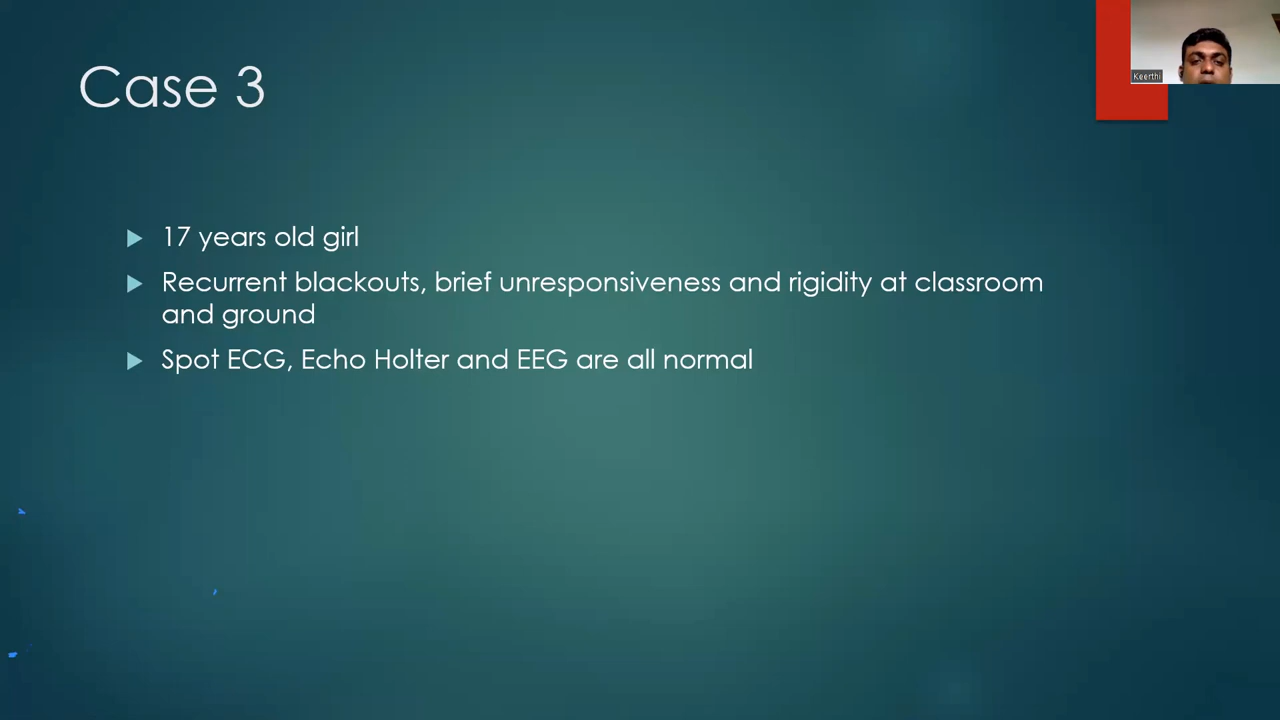 Case 3
Keerthi
17 years old girl
Recurrent blackouts, brief unresponsiveness and rigidity at classroom
and ground
Spot ECG, Echo Holter and EEG are all normal